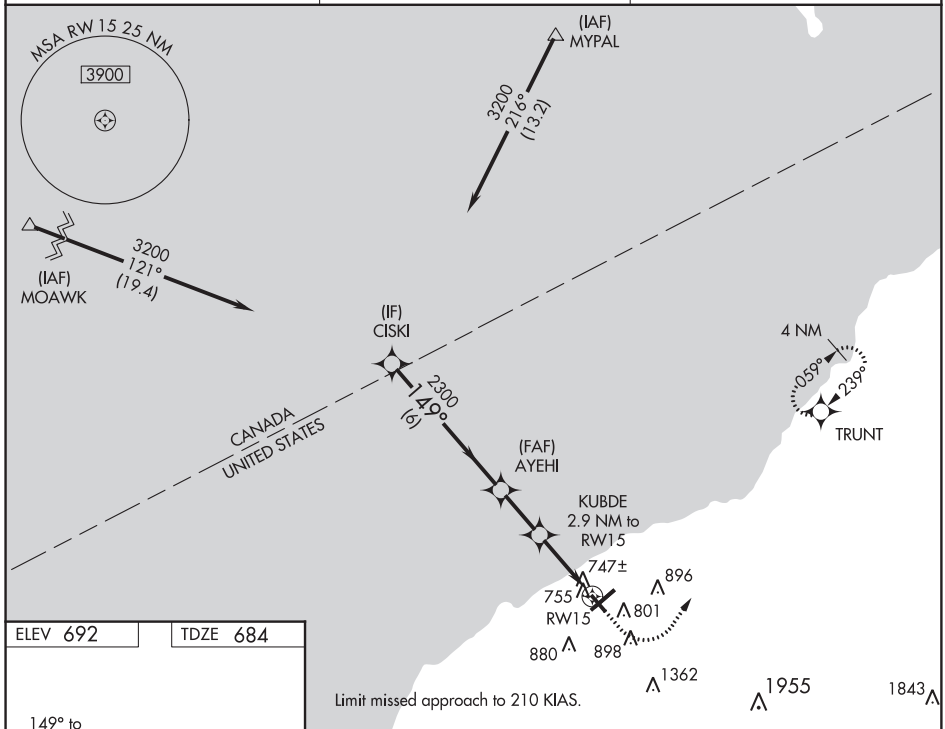 MSA RW 15 25 NM
3900
(IAF)
MYPAL
3200
216°
(13.2)
(IAF)
MOAWK
3200
121°
(19.4)
(IF)
CISKI
2300
149°
(6)
CANADA
UNITED STATES
4 NM
059°
239°
TRUNT
(FAF)
AYEHI
KUBDE
2.9 NM to
RW15
747±
755
RW15
896
801
880
898
1362
1955
1843
Limit missed approach to 210 KIAS.
ELEV 692
TDZE 684
149° to